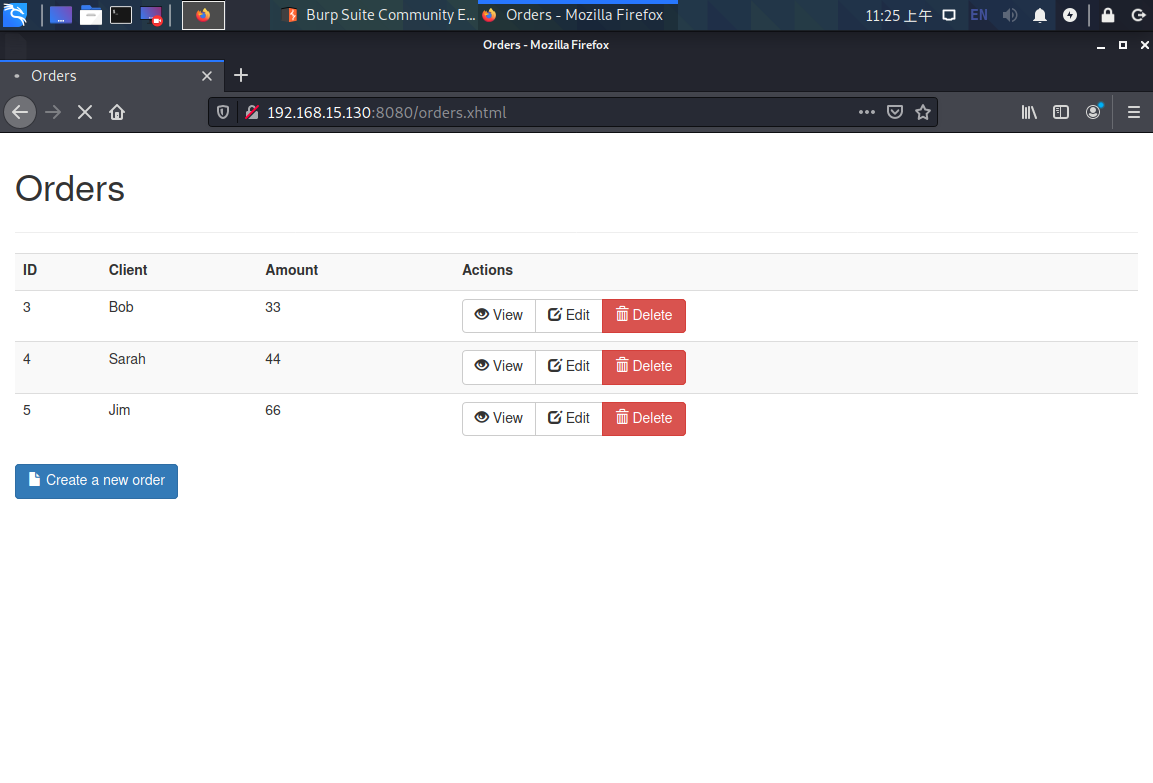 Burp Suite Community E... Orders - Mozilla Firefox 11:25 上午 EN
Orders - Mozilla Firefox
Orders
192.168.15.130:8080/orders.xhtml
Orders
ID Client Amount Actions
3 Bob 33 View Edit Delete
4 Sarah 44 View Edit Delete
5 Jim 66 View Edit Delete
Create a new order